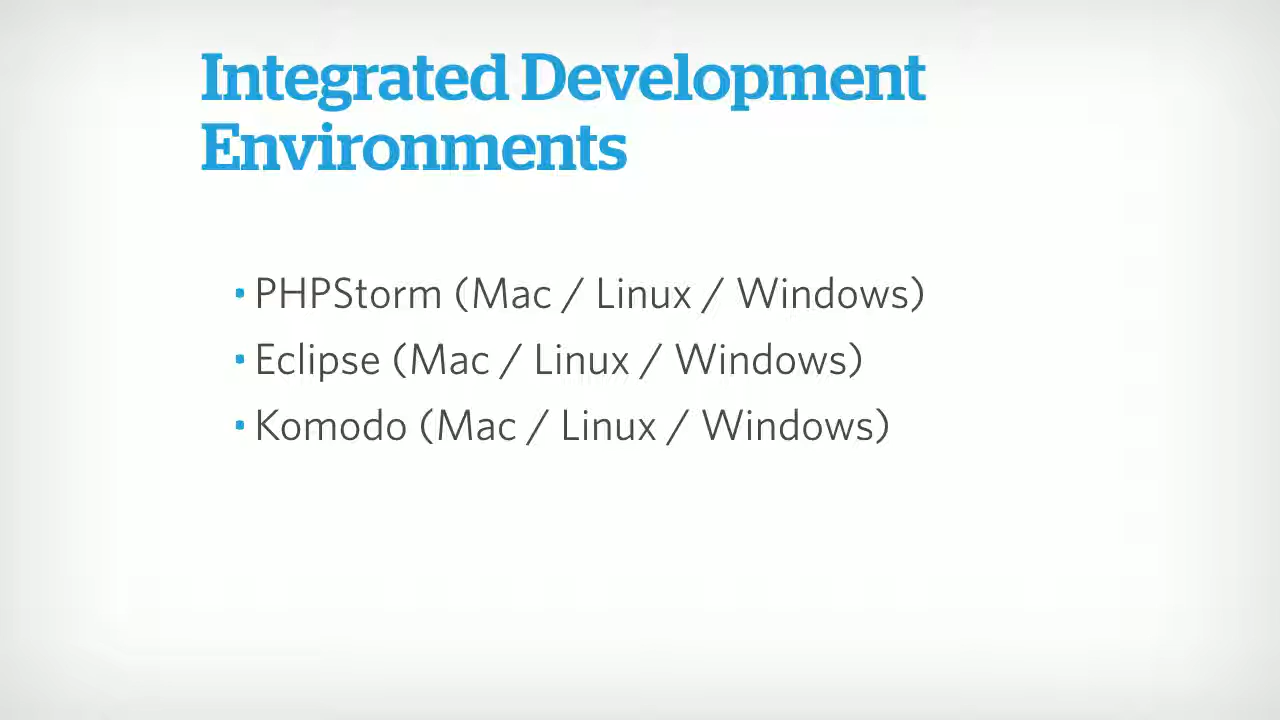 Integrated Development
Environments
• PHPStorm (Mac / Linux / Windows)
• Eclipse (Mac / Linux / Windows)
• Komodo (Mac / Linux / Windows)